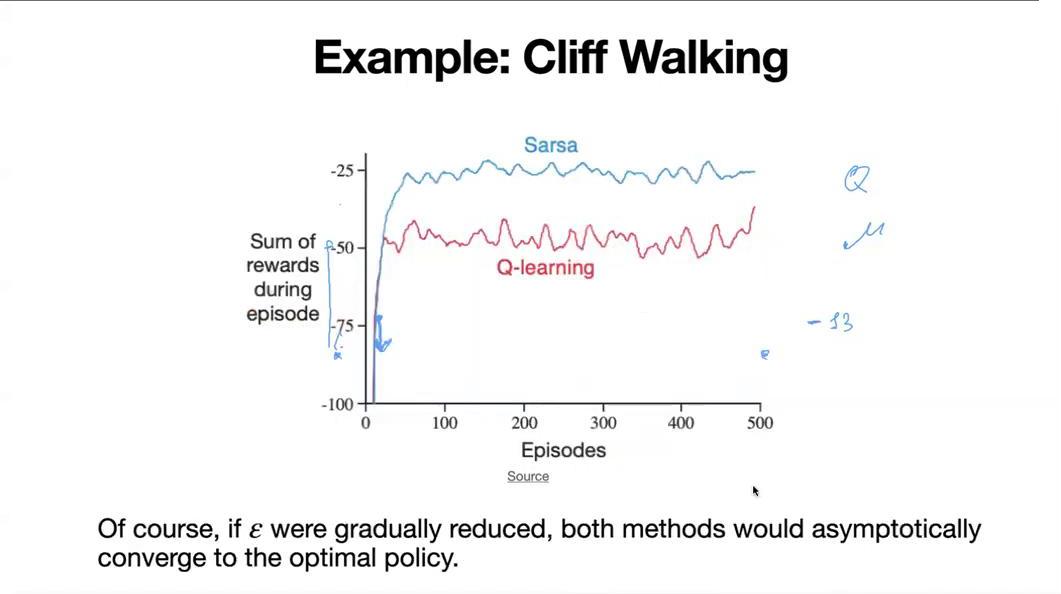 Example: Cliff Walking
Sarsa
-25
Q
-50
Sum of
rewards
during
episode
Q-learning
-75
-13
-100
0 100 200 300 400 500
Episodes
Source
Of course, if ε were gradually reduced, both methods would asymptotically
converge to the optimal policy.